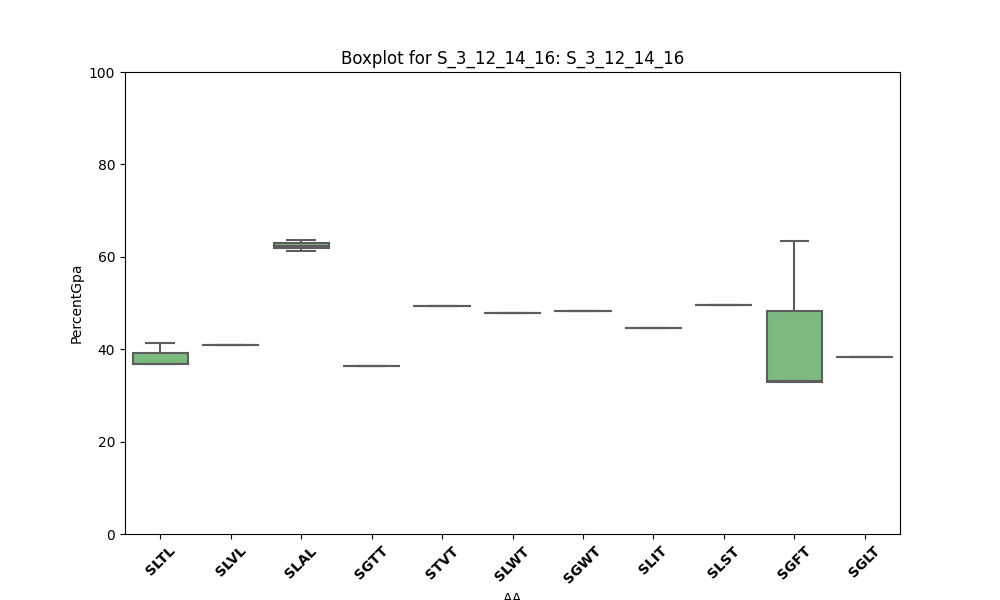 Boxplot for S_3_12_14_16: S_3_12_14_16
100
80
60
40
20
0
PercentGpa
SLTL SLVL SLAL SGTT STVT SLWT SGWT SLIT SLST SGFT SGLT
AA